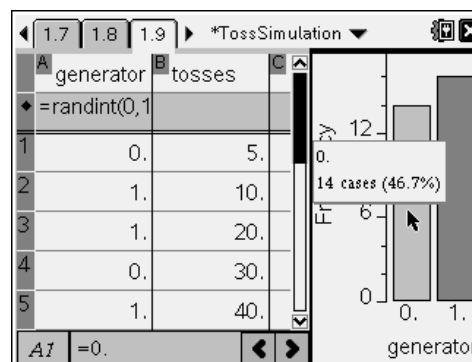 1.7 1.8 1.9 *TossSimulation
A generator B tosses C
=randint(0,1
1 0. 5.
2 1. 10.
3 1. 20.
4 0. 30.
5 1. 40.
A1 =0.
12
0.
14 cases (46.7%)
6
0
0. 1.
generato